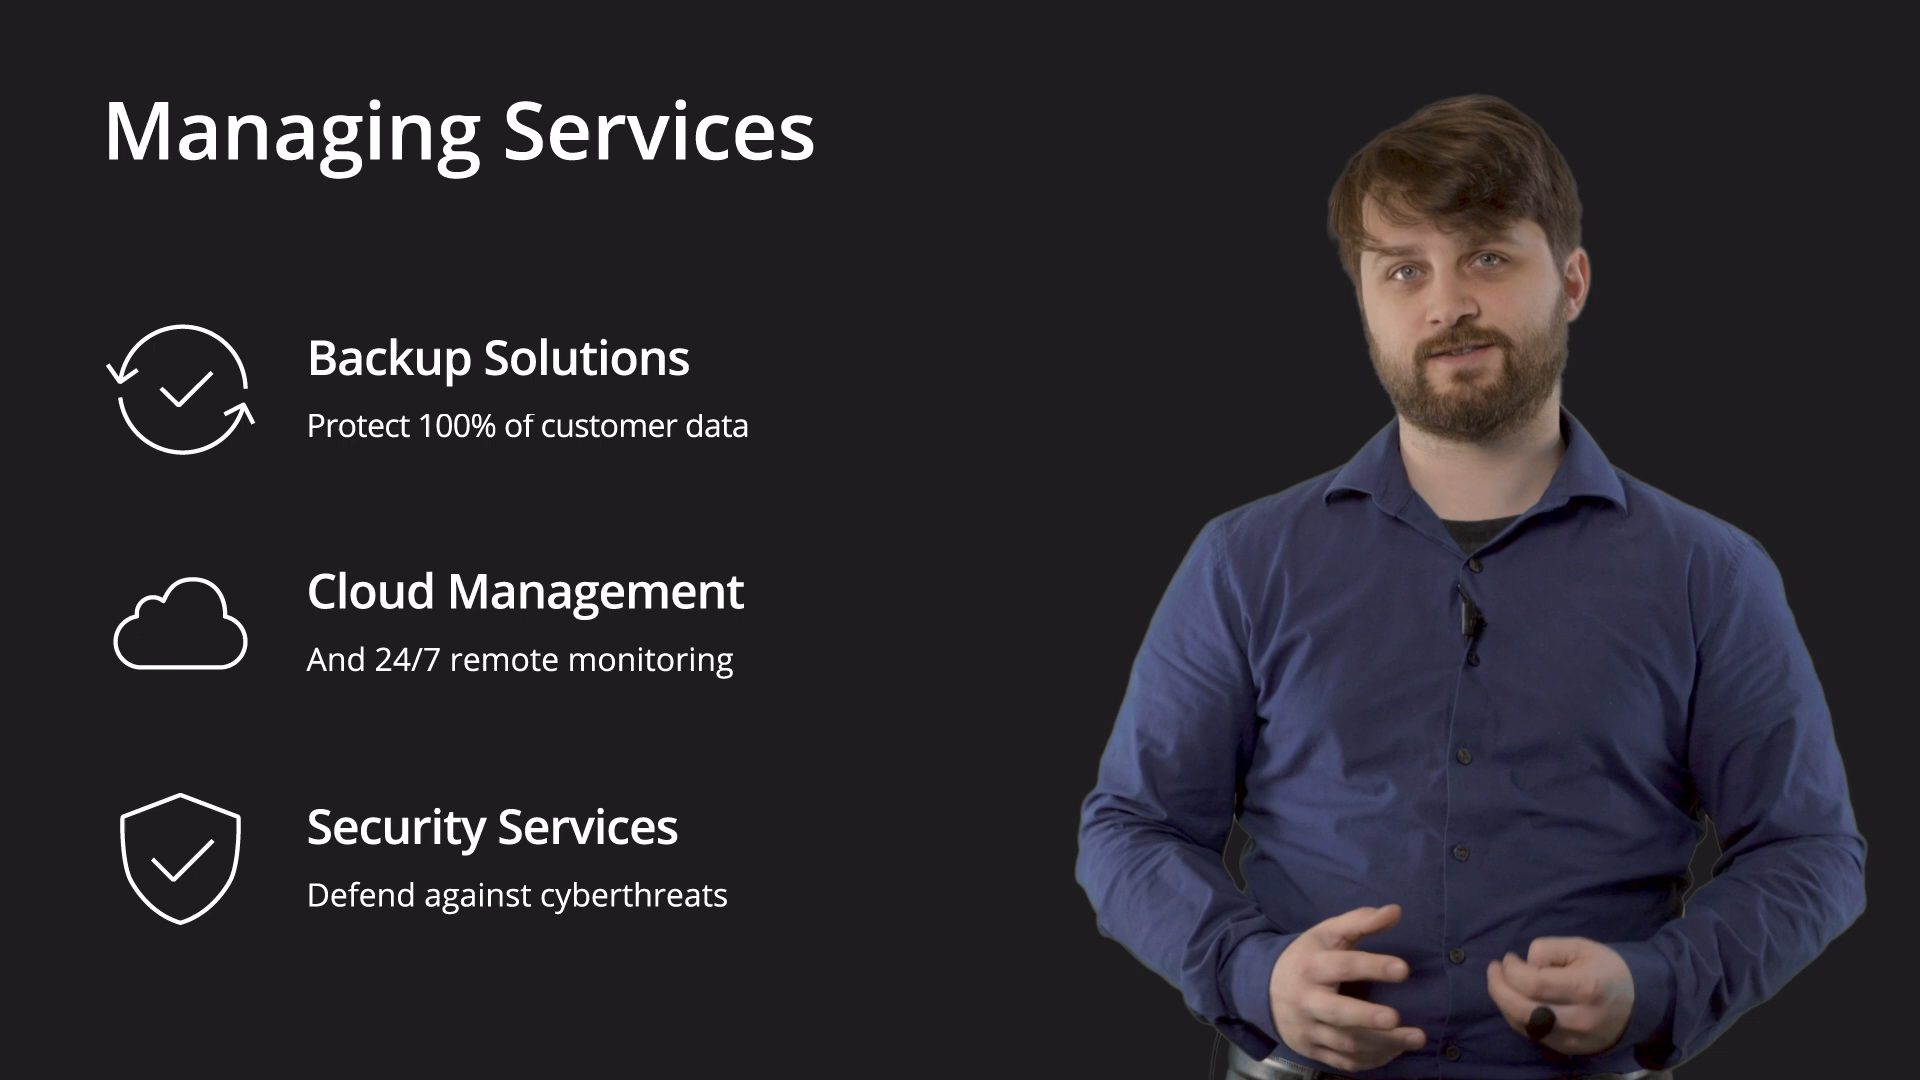 Managing Services
Backup Solutions
Protect 100% of customer data
Cloud Management
And 24/7 remote monitoring
Security Services
Defend against cyberthreats